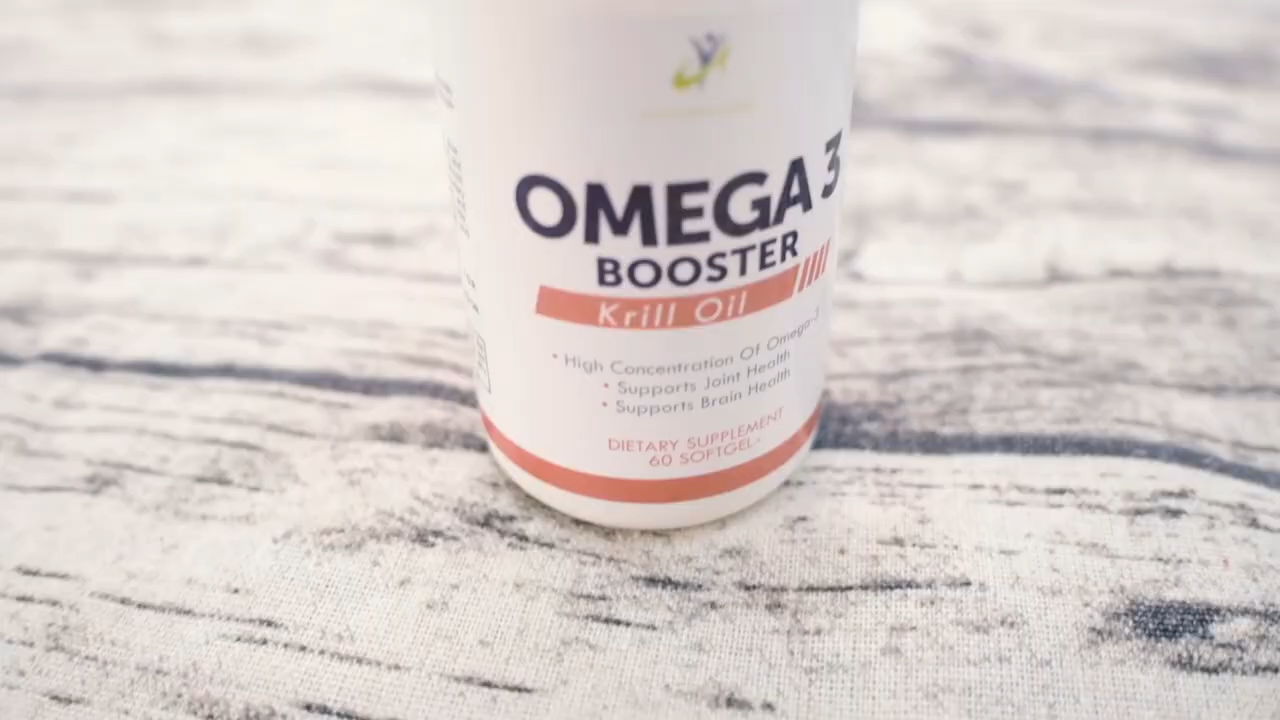 OMEGA 3
BOOSTER
Krill Oil
• High Concentration Of Omega-3
• Supports Joint Health
• Supports Brain Health
DIETARY SUPPLEMENT
60 SOFTGEL